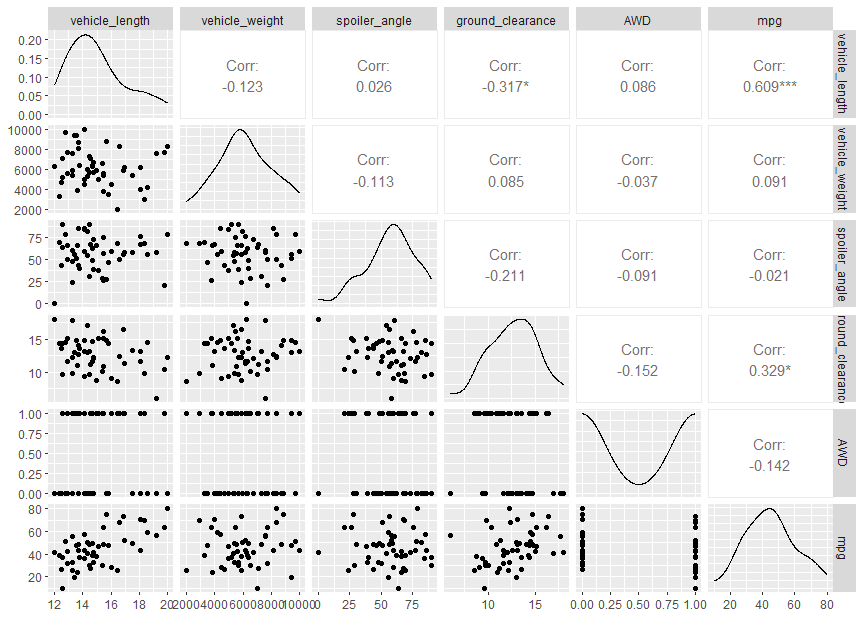 vehicle_length vehicle_weight spoiler_angle ground_clearance AWD mpg
0.20
0.15
0.10
0.05
0.00
Corr:
-0.123
Corr:
0.026
Corr:
-0.317*
Corr:
0.086
Corr:
0.609***
vehicle_length
10000
8000
6000
4000
2000
Corr:
-0.113
Corr:
0.085
Corr:
-0.037
Corr:
0.091
vehicle_weight
75
50
25
0
Corr:
-0.211
Corr:
-0.091
Corr:
-0.021
spoiler_angle
15
10
Corr:
-0.152
Corr:
0.329*
round_clearanc
1.00
0.75
0.50
0.25
0.00
Corr:
-0.142
AWD
80
60
40
20
mpg
12 14 16 18 20
2000 4000 6000 8000 10000
0 25 50 75
10 15
0.00 0.25 0.50 0.75 1.00
20 40 60 80